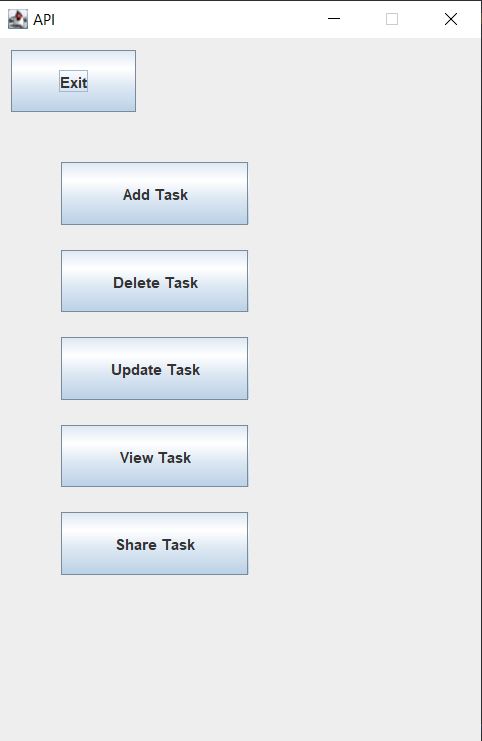 API
Exit
Add Task
Delete Task
Update Task
View Task
Share Task